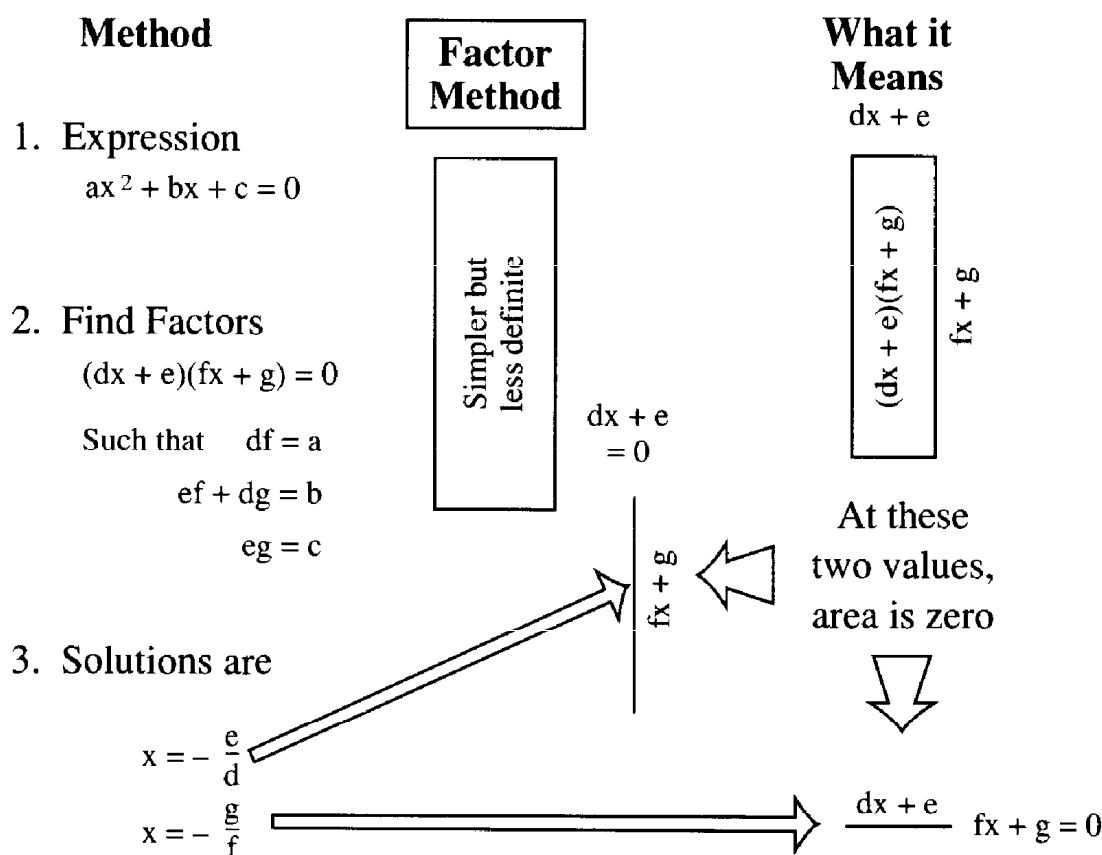 Method
1. Expression
ax² + bx + c = 0
2. Find Factors
(dx + e)(fx + g) = 0
Such that df = a
ef + dg = b
eg = c
3. Solutions are
x = – e/d
x = – g/f
Factor
Method
Simpler but
less definite
dx + e
= 0
fx + g
What it
Means
dx + e
(dx + e)(fx + g)
fx + g
At these
two values,
area is zero
dx + e
fx + g = 0